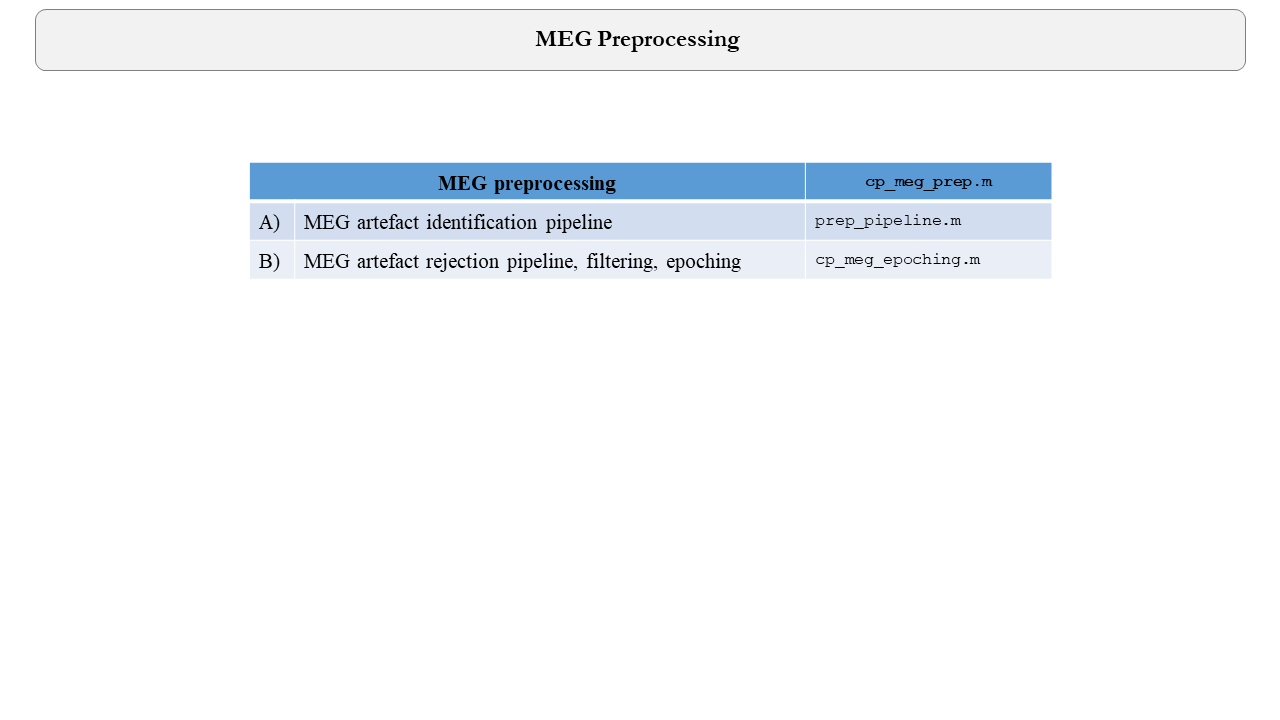 MEG Preprocessing
MEG preprocessing cp_meg_prep.m
A) MEG artefact identification pipeline prep_pipeline.m
B) MEG artefact rejection pipeline, filtering, epoching cp_meg_epoching.m